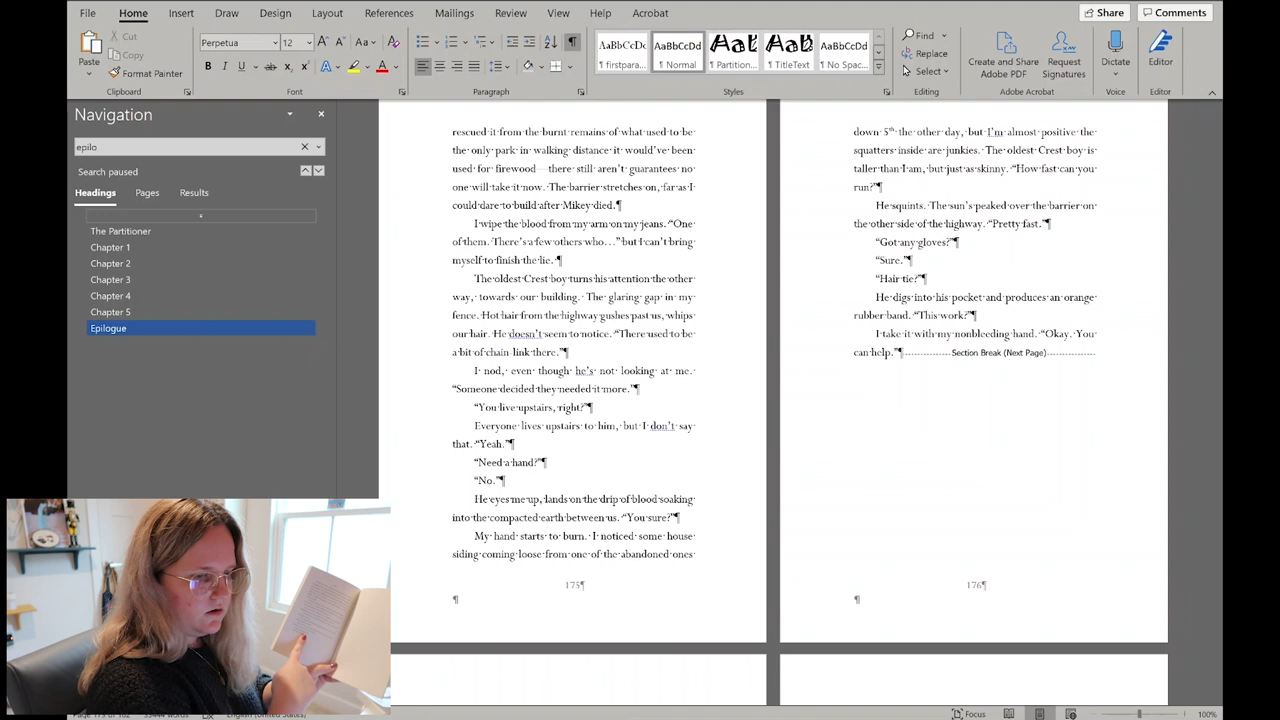 File Home Insert Draw Design Layout References Mailings Review View Help Acrobat Share Comments
Paste Cut Copy Format Painter Clipboard
Perpetua 12 Font
Paragraph
AaBbCcDc ¶ firstpara... AaBbCcDd ¶ Normal ¶ Partition... ¶ TitleText AaBbCcDd ¶ No Spac... Styles
Find Replace Select Editing
Create and Share Adobe PDF Request Signatures Adobe Acrobat
Dictate Voice
Editor Editor
Navigation
epilo
Search paused
Headings Pages Results
The Partitioner
Chapter 1
Chapter 2
Chapter 3
Chapter 4
Chapter 5
Epilogue
rescued it from the burnt remains of what used to be
the only park in walking distance it would've been
used for firewood—there still aren't guarantees no
one will take it now. The barrier stretches on, far as I
could dare to build after Mikey died.¶
I wipe the blood from my arm on my jeans. “One
of them. There's a few others who…” but I can't bring
myself to finish the lie. ¶
The oldest Crest boy turns his attention the other
way, towards our building. The glaring gap in my
fence. Hot hair from the highway gushes past us, whips
our hair. He doesn't seem to notice. “There used to be
a bit of chain-link there.”¶
I nod, even though he's not looking at me.
“Someone decided they needed it more.”¶
“You live upstairs, right?”¶
Everyone lives upstairs to him, but I don't say
that. “Yeah.”¶
“Need a hand?”¶
“No.”¶
He eyes me up, lands on the drip of blood soaking
into the compacted earth between us. “You sure?”¶
My hand starts to burn. I noticed some house
siding coming loose from one of the abandoned ones
175¶
¶
down 5th the other day, but I'm almost positive the
squatters inside are junkies. The oldest Crest boy is
taller than I am, but just as skinny. “How fast can you
run?”¶
He squints. The sun's peaked over the barrier on
the other side of the highway. “Pretty fast.”¶
“Got any gloves?”¶
“Sure.”¶
“Hair tie?”¶
He digs into his pocket and produces an orange
rubber band. “This work?”¶
I take it with my nonbleeding hand. “Okay. You
can help.”¶ Section Break (Next Page)
176¶
¶
Focus 100%